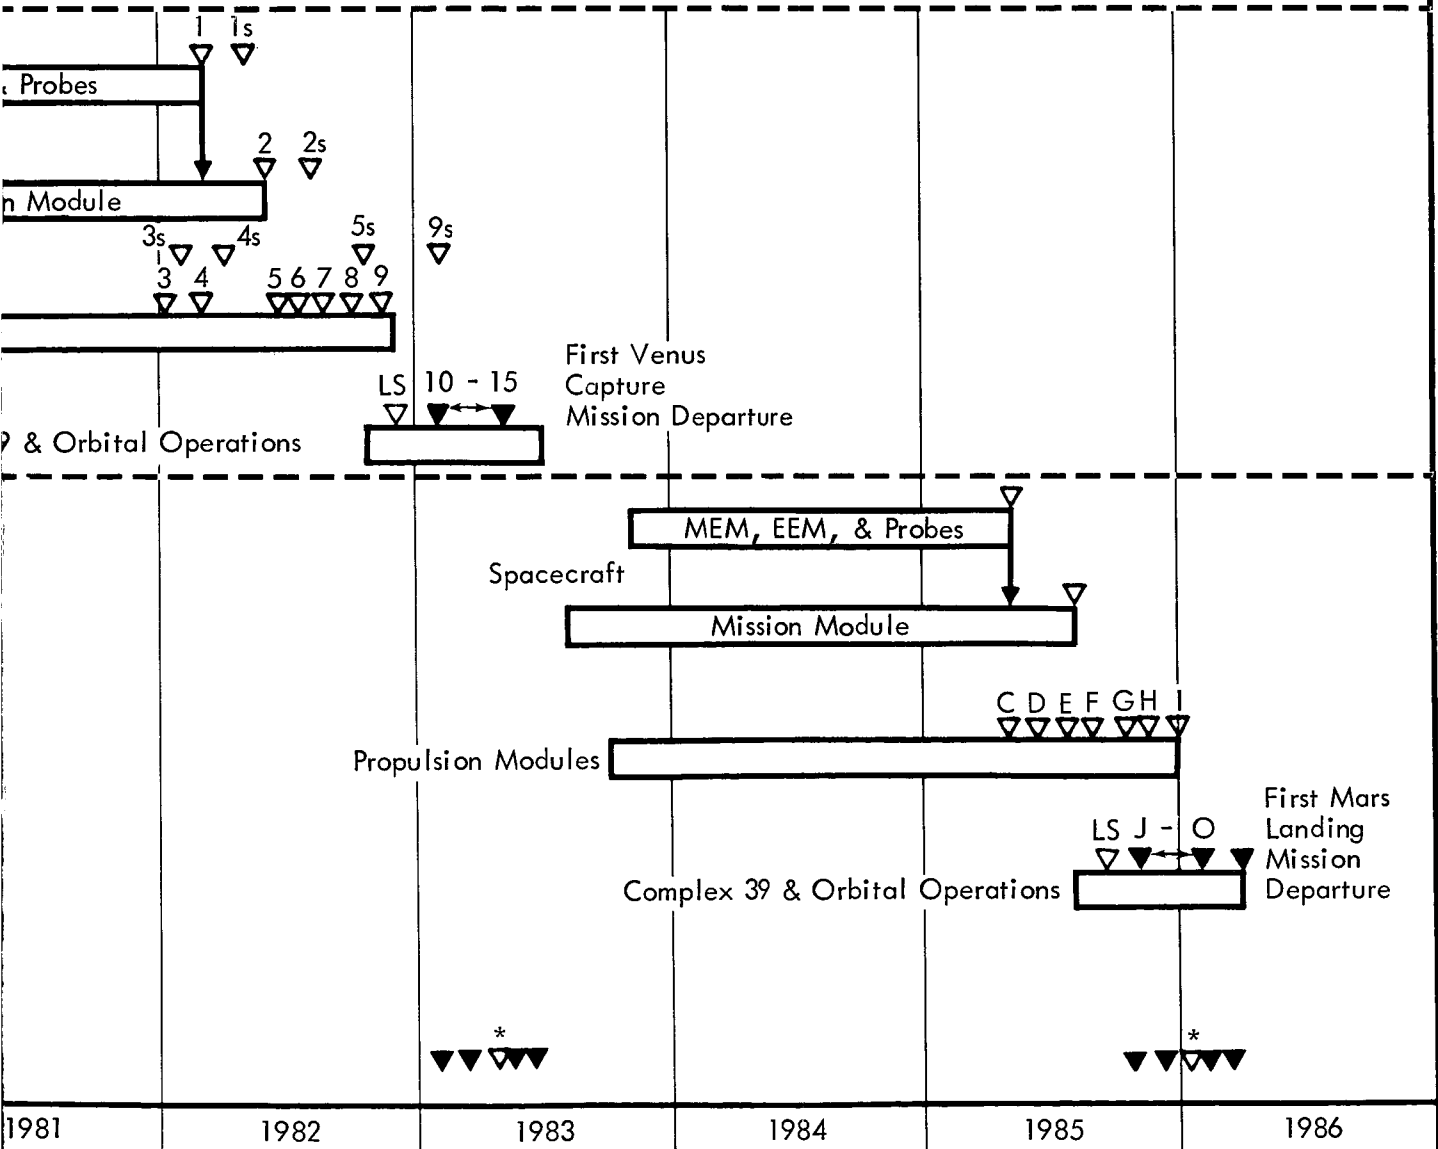 1 1s
& Probes
2 2s
n Module
3s 4s 5s 9s
3 4 5 6 7 8 9
First Venus
Capture
Mission Departure
LS 10 - 15
9 & Orbital Operations
MEM, EEM, & Probes
Spacecraft
Mission Module
C D E F G H I
Propulsion Modules
First Mars
Landing
Mission
Departure
LS J - O
Complex 39 & Orbital Operations
* *
1981 1982 1983 1984 1985 1986